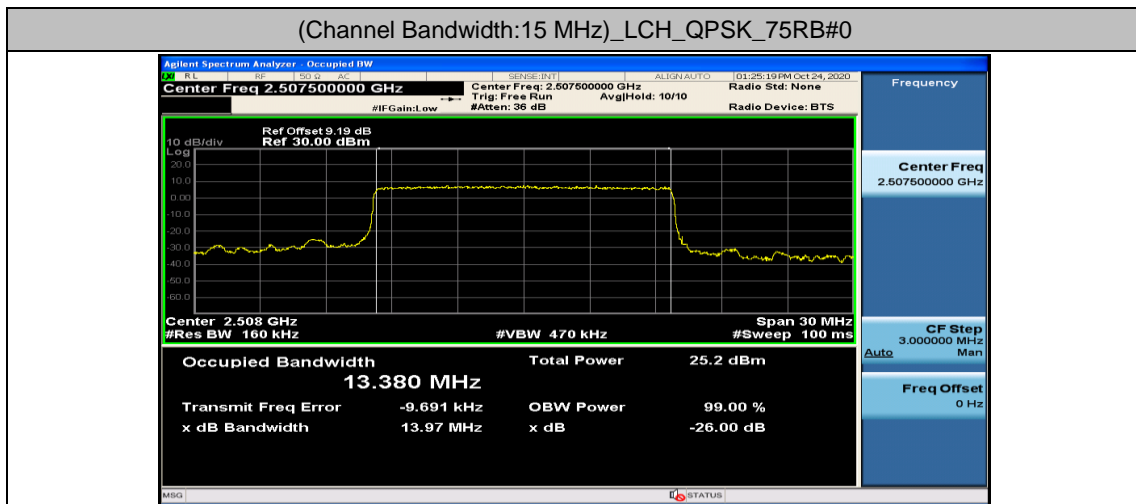 (Channel Bandwidth:15 MHz)_LCH_QPSK_75RB#0
Agilent Spectrum Analyzer - Occupied BW
LXI RL RF 50 Ω AC SENSE:INT ALIGN AUTO 01:25:19 PM Oct 24, 2020
Center Freq 2.507500000 GHz Center Freq: 2.507500000 GHz Radio Std: None Frequency
Trig: Free Run Avg|Hold: 10/10
#IFGain:Low #Atten: 36 dB Radio Device: BTS
Ref Offset 9.19 dB
10 dB/div Ref 30.00 dBm
Log
20.0
10.0
0.00
-10.0
-20.0
-30.0
-40.0
-50.0
-60.0
Center Freq
2.507500000 GHz
Center 2.508 GHz Span 30 MHz
#Res BW 160 kHz #VBW 470 kHz #Sweep 100 ms
CF Step
3.000000 MHz
Auto Man
Freq Offset
0 Hz
Occupied Bandwidth Total Power 25.2 dBm
13.380 MHz
Transmit Freq Error -9.691 kHz OBW Power 99.00 %
x dB Bandwidth 13.97 MHz x dB -26.00 dB
MSG STATUS